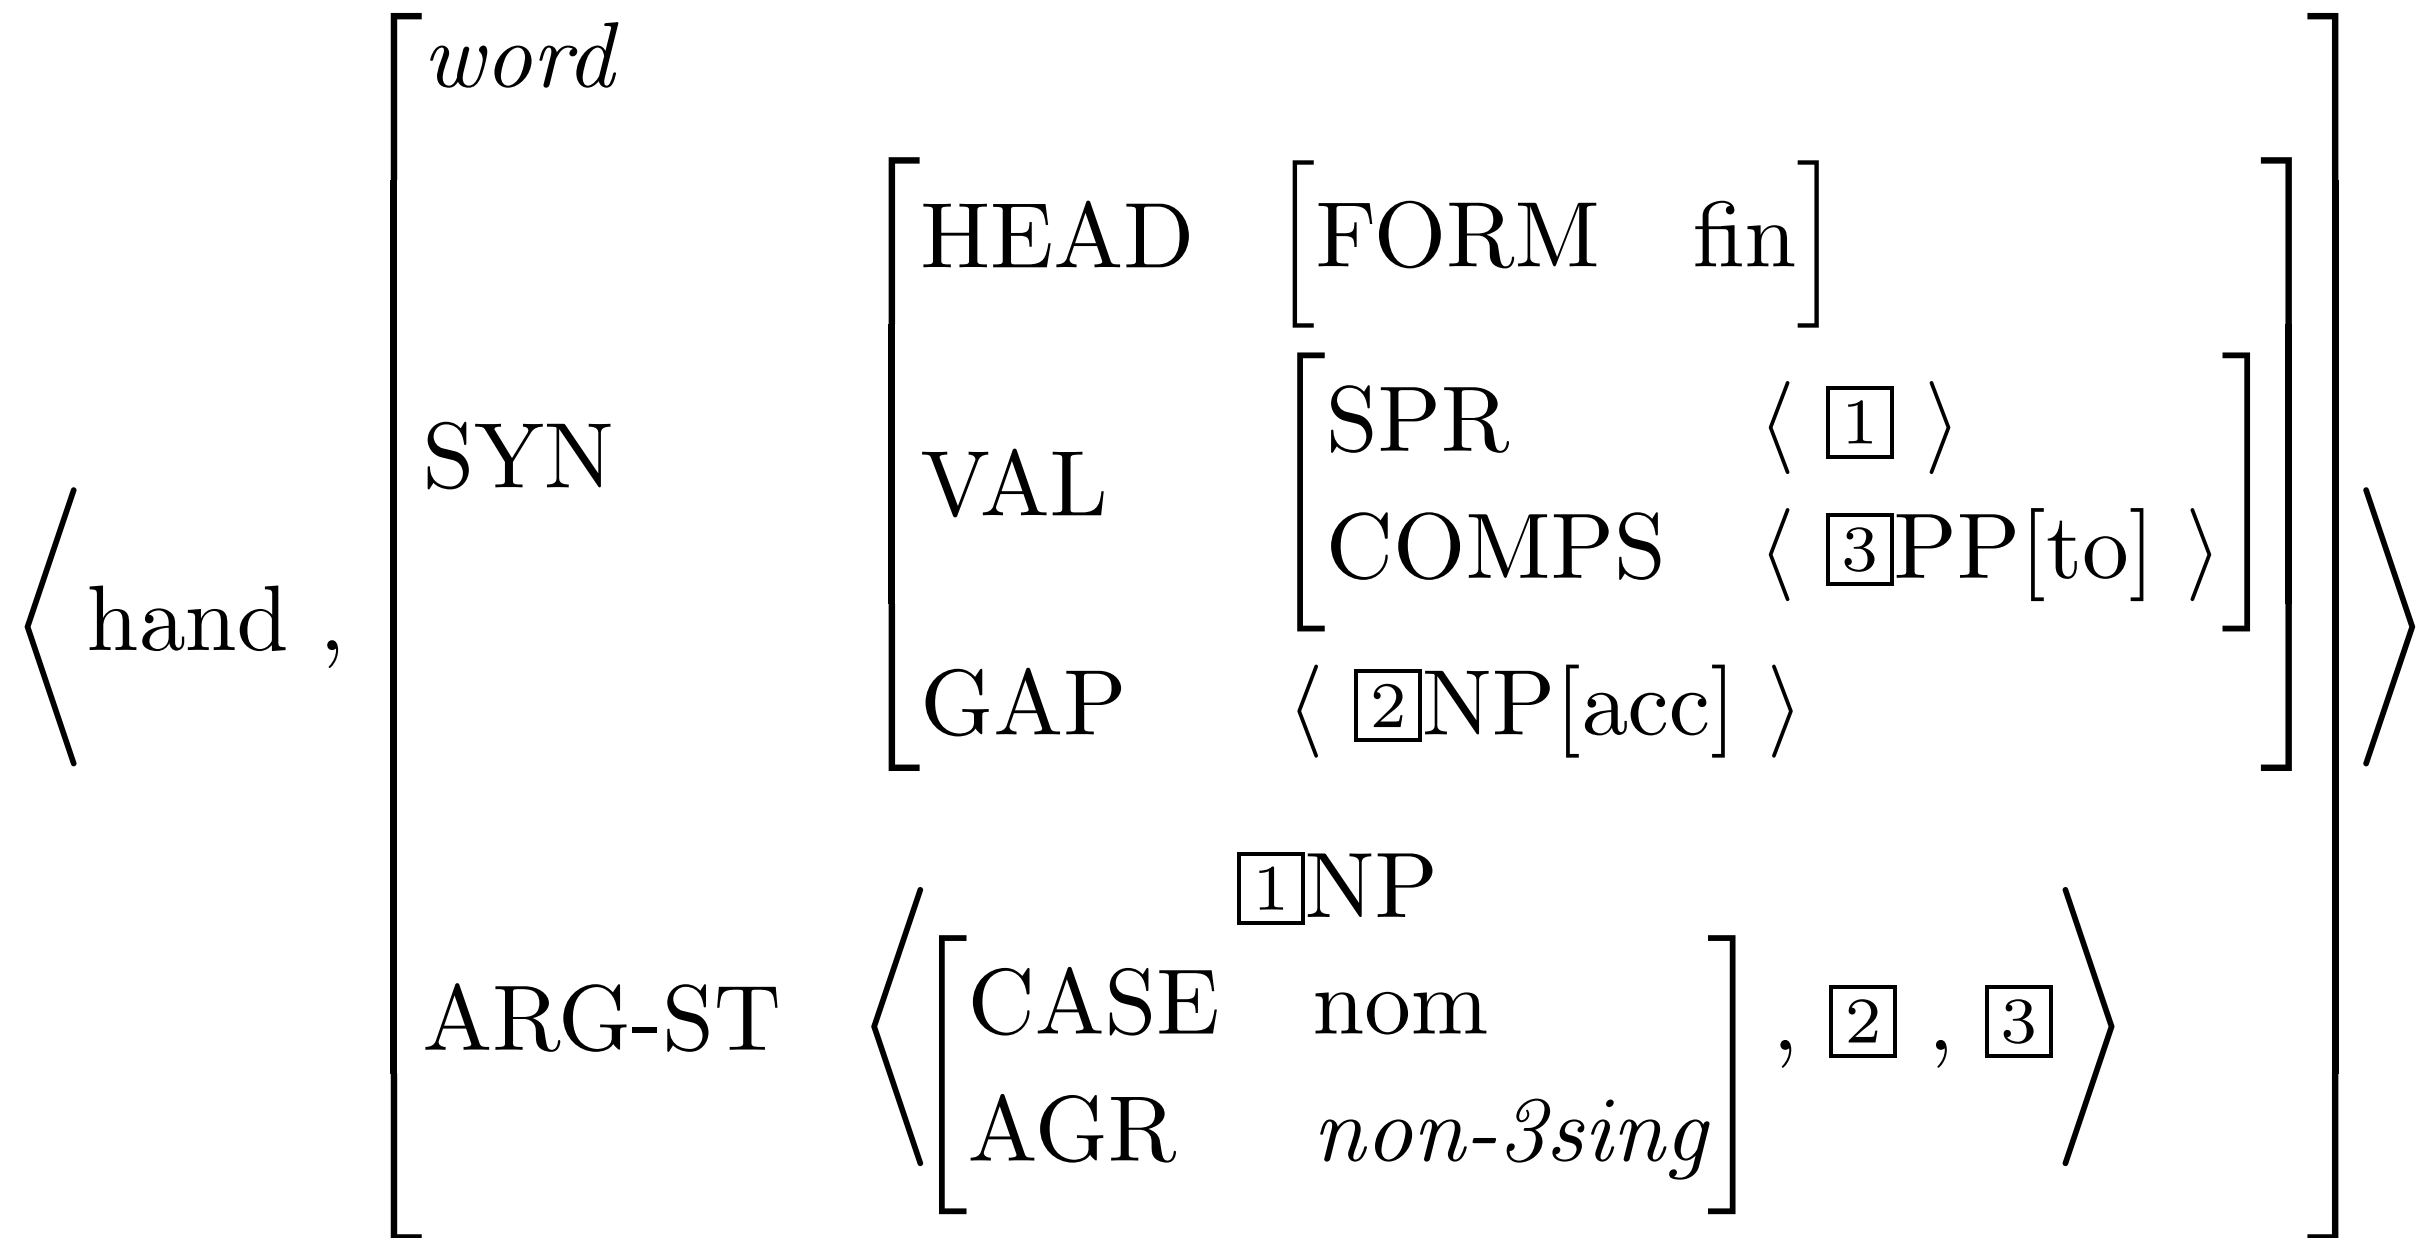 word
HEAD [FORM fin]
SPR ⟨ 1 ⟩
SYN VAL
COMPS ⟨ 3PP[to] ⟩
⟨hand ,
GAP ⟨ 2NP[acc] ⟩
1NP
ARG-ST ⟨[CASE nom], 2 , 3⟩
AGR non-3sing